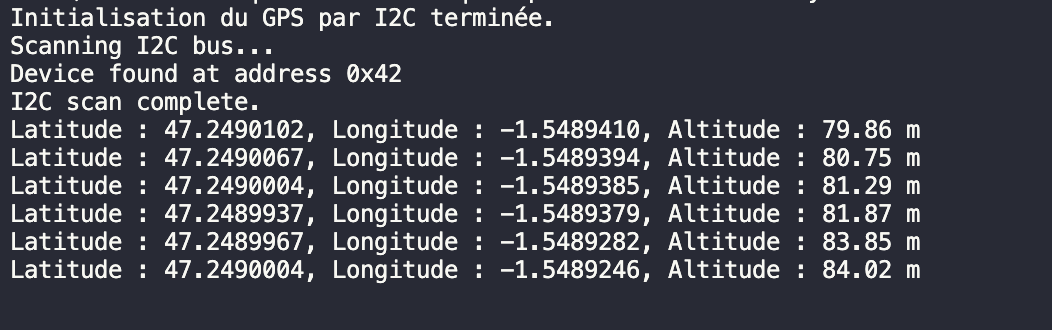 Initialisation du GPS par I2C terminée.
Scanning I2C bus...
Device found at address 0x42
I2C scan complete.
Latitude : 47.2490102, Longitude : -1.5489410, Altitude : 79.86 m
Latitude : 47.2490067, Longitude : -1.5489394, Altitude : 80.75 m
Latitude : 47.2490004, Longitude : -1.5489385, Altitude : 81.29 m
Latitude : 47.2489937, Longitude : -1.5489379, Altitude : 81.87 m
Latitude : 47.2489967, Longitude : -1.5489282, Altitude : 83.85 m
Latitude : 47.2490004, Longitude : -1.5489246, Altitude : 84.02 m